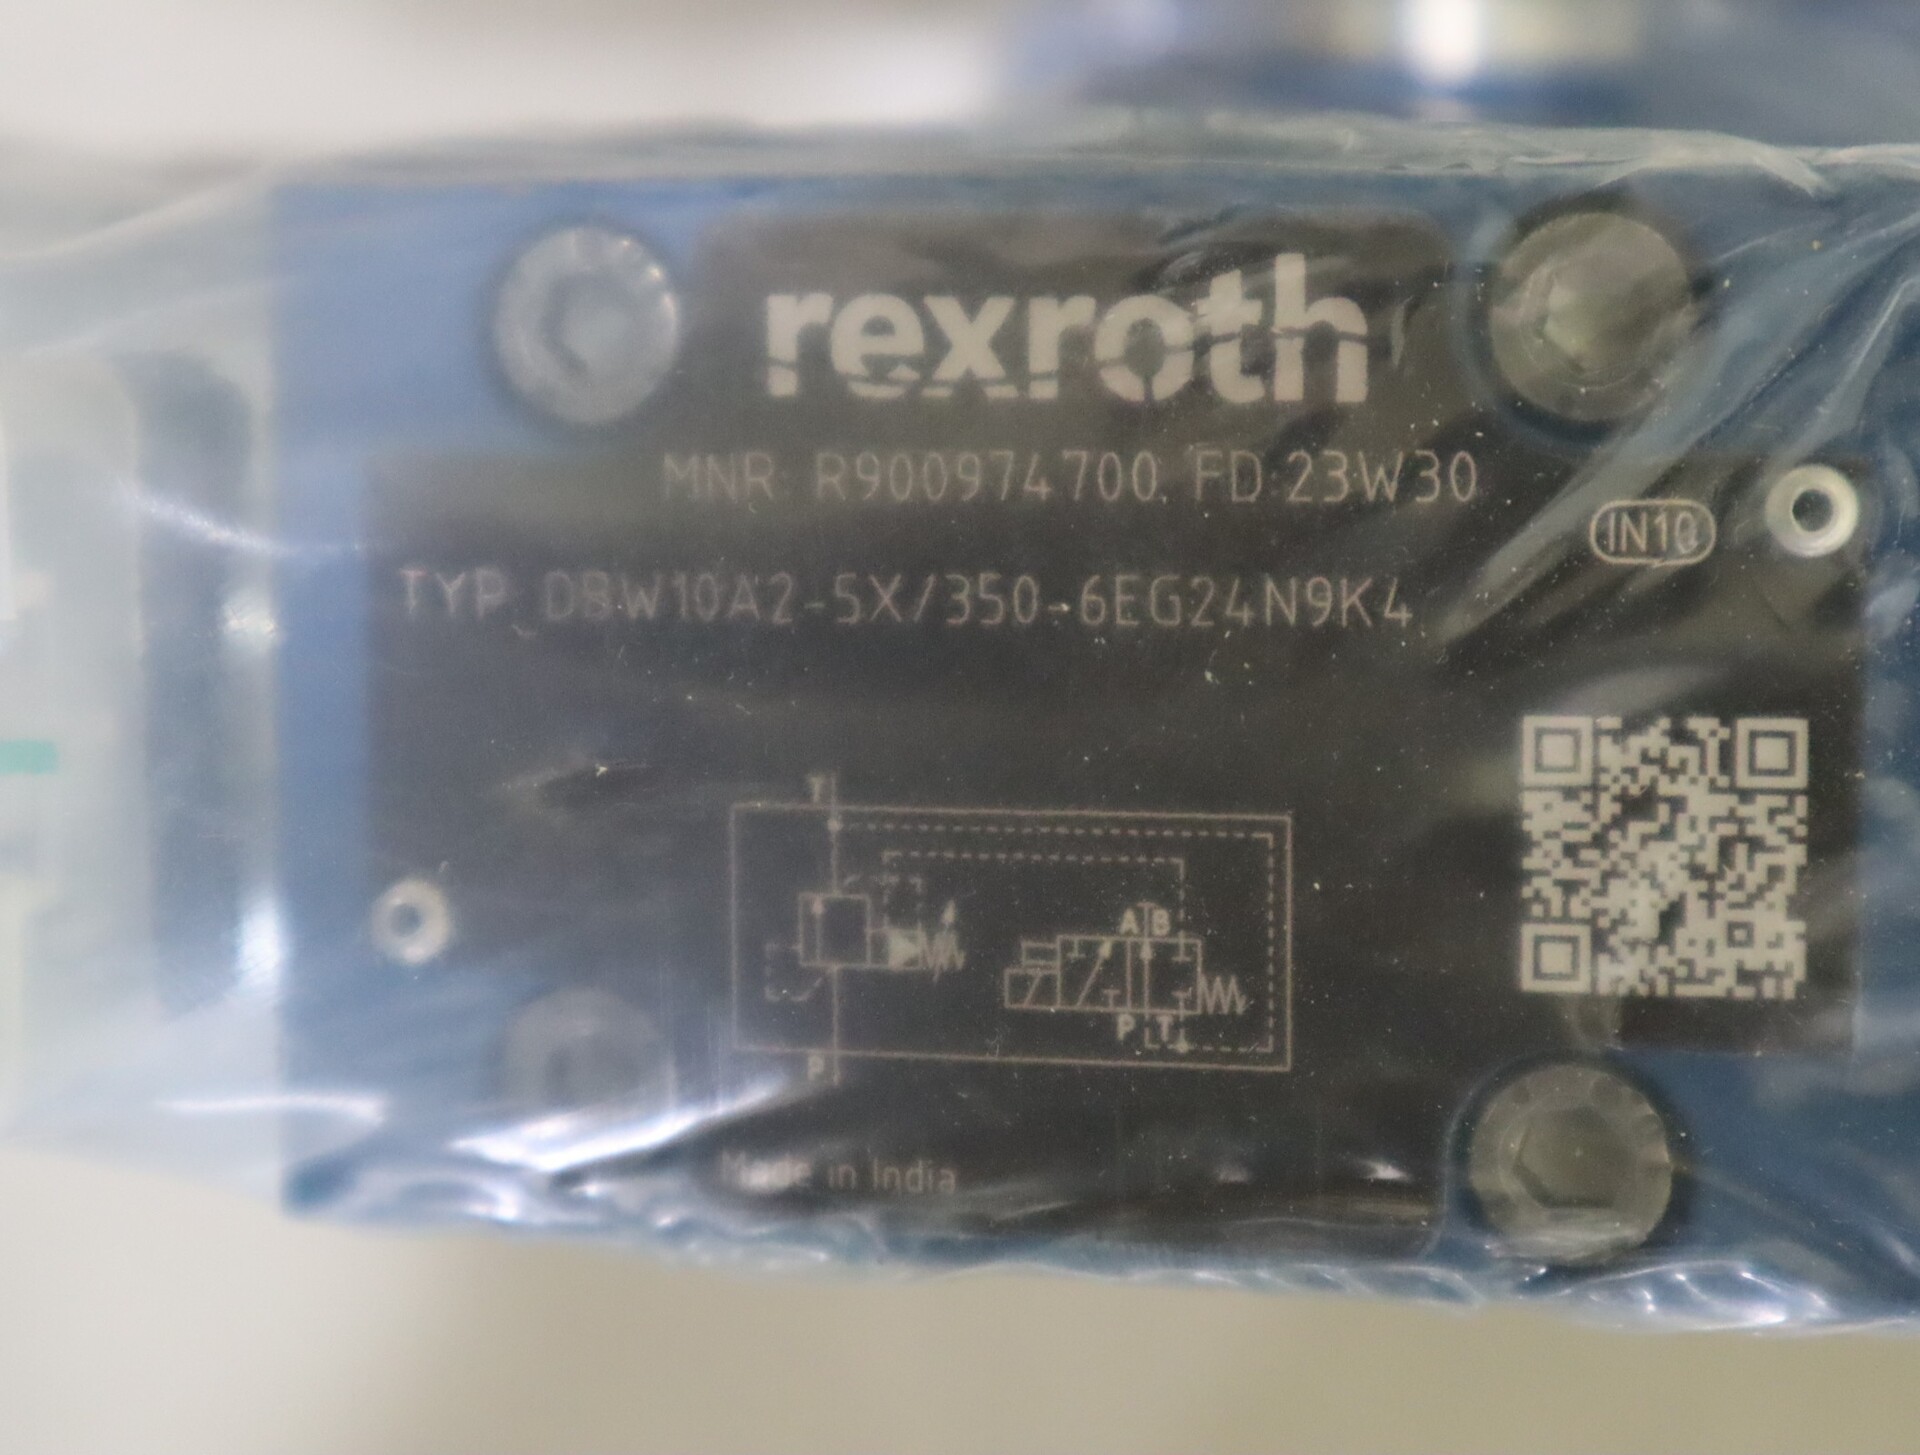 rexroth
MNR: R900974700 FD:23W30
IN10
TYP DBW10A2-5X/350-6EG24N9K4
T
A B
P T
P
Made in India